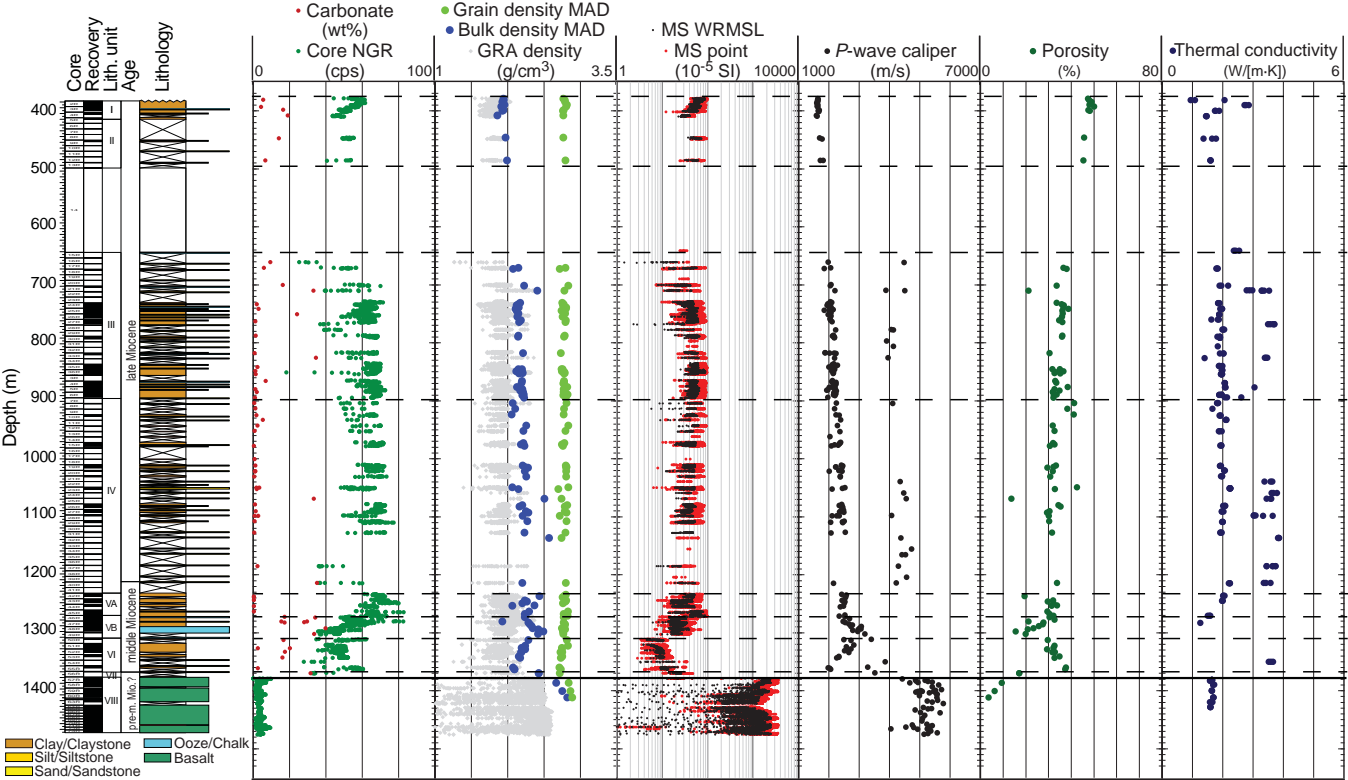 Core
Recovery
Lith. unit
Age
Lithology
Carbonate
(wt%)
Core NGR
0 (cps) 100
Grain density MAD
Bulk density MAD
GRA density
1 (g/cm³) 3.5
MS WRMSL
MS point
1 (10⁻⁵ SI) 10000
P-wave caliper
1000 (m/s) 7000
Porosity
0 (%) 80
Thermal conductivity
0 (W/[m·K]) 6
Depth (m)
400
500
600
700
800
900
1000
1100
1200
1300
1400
I
II
III
IV
VA
VB
VI
VII
VIII
late Miocene
middle Miocene
pre-m. Mio.?
Clay/Claystone
Silt/Siltstone
Sand/Sandstone
Ooze/Chalk
Basalt